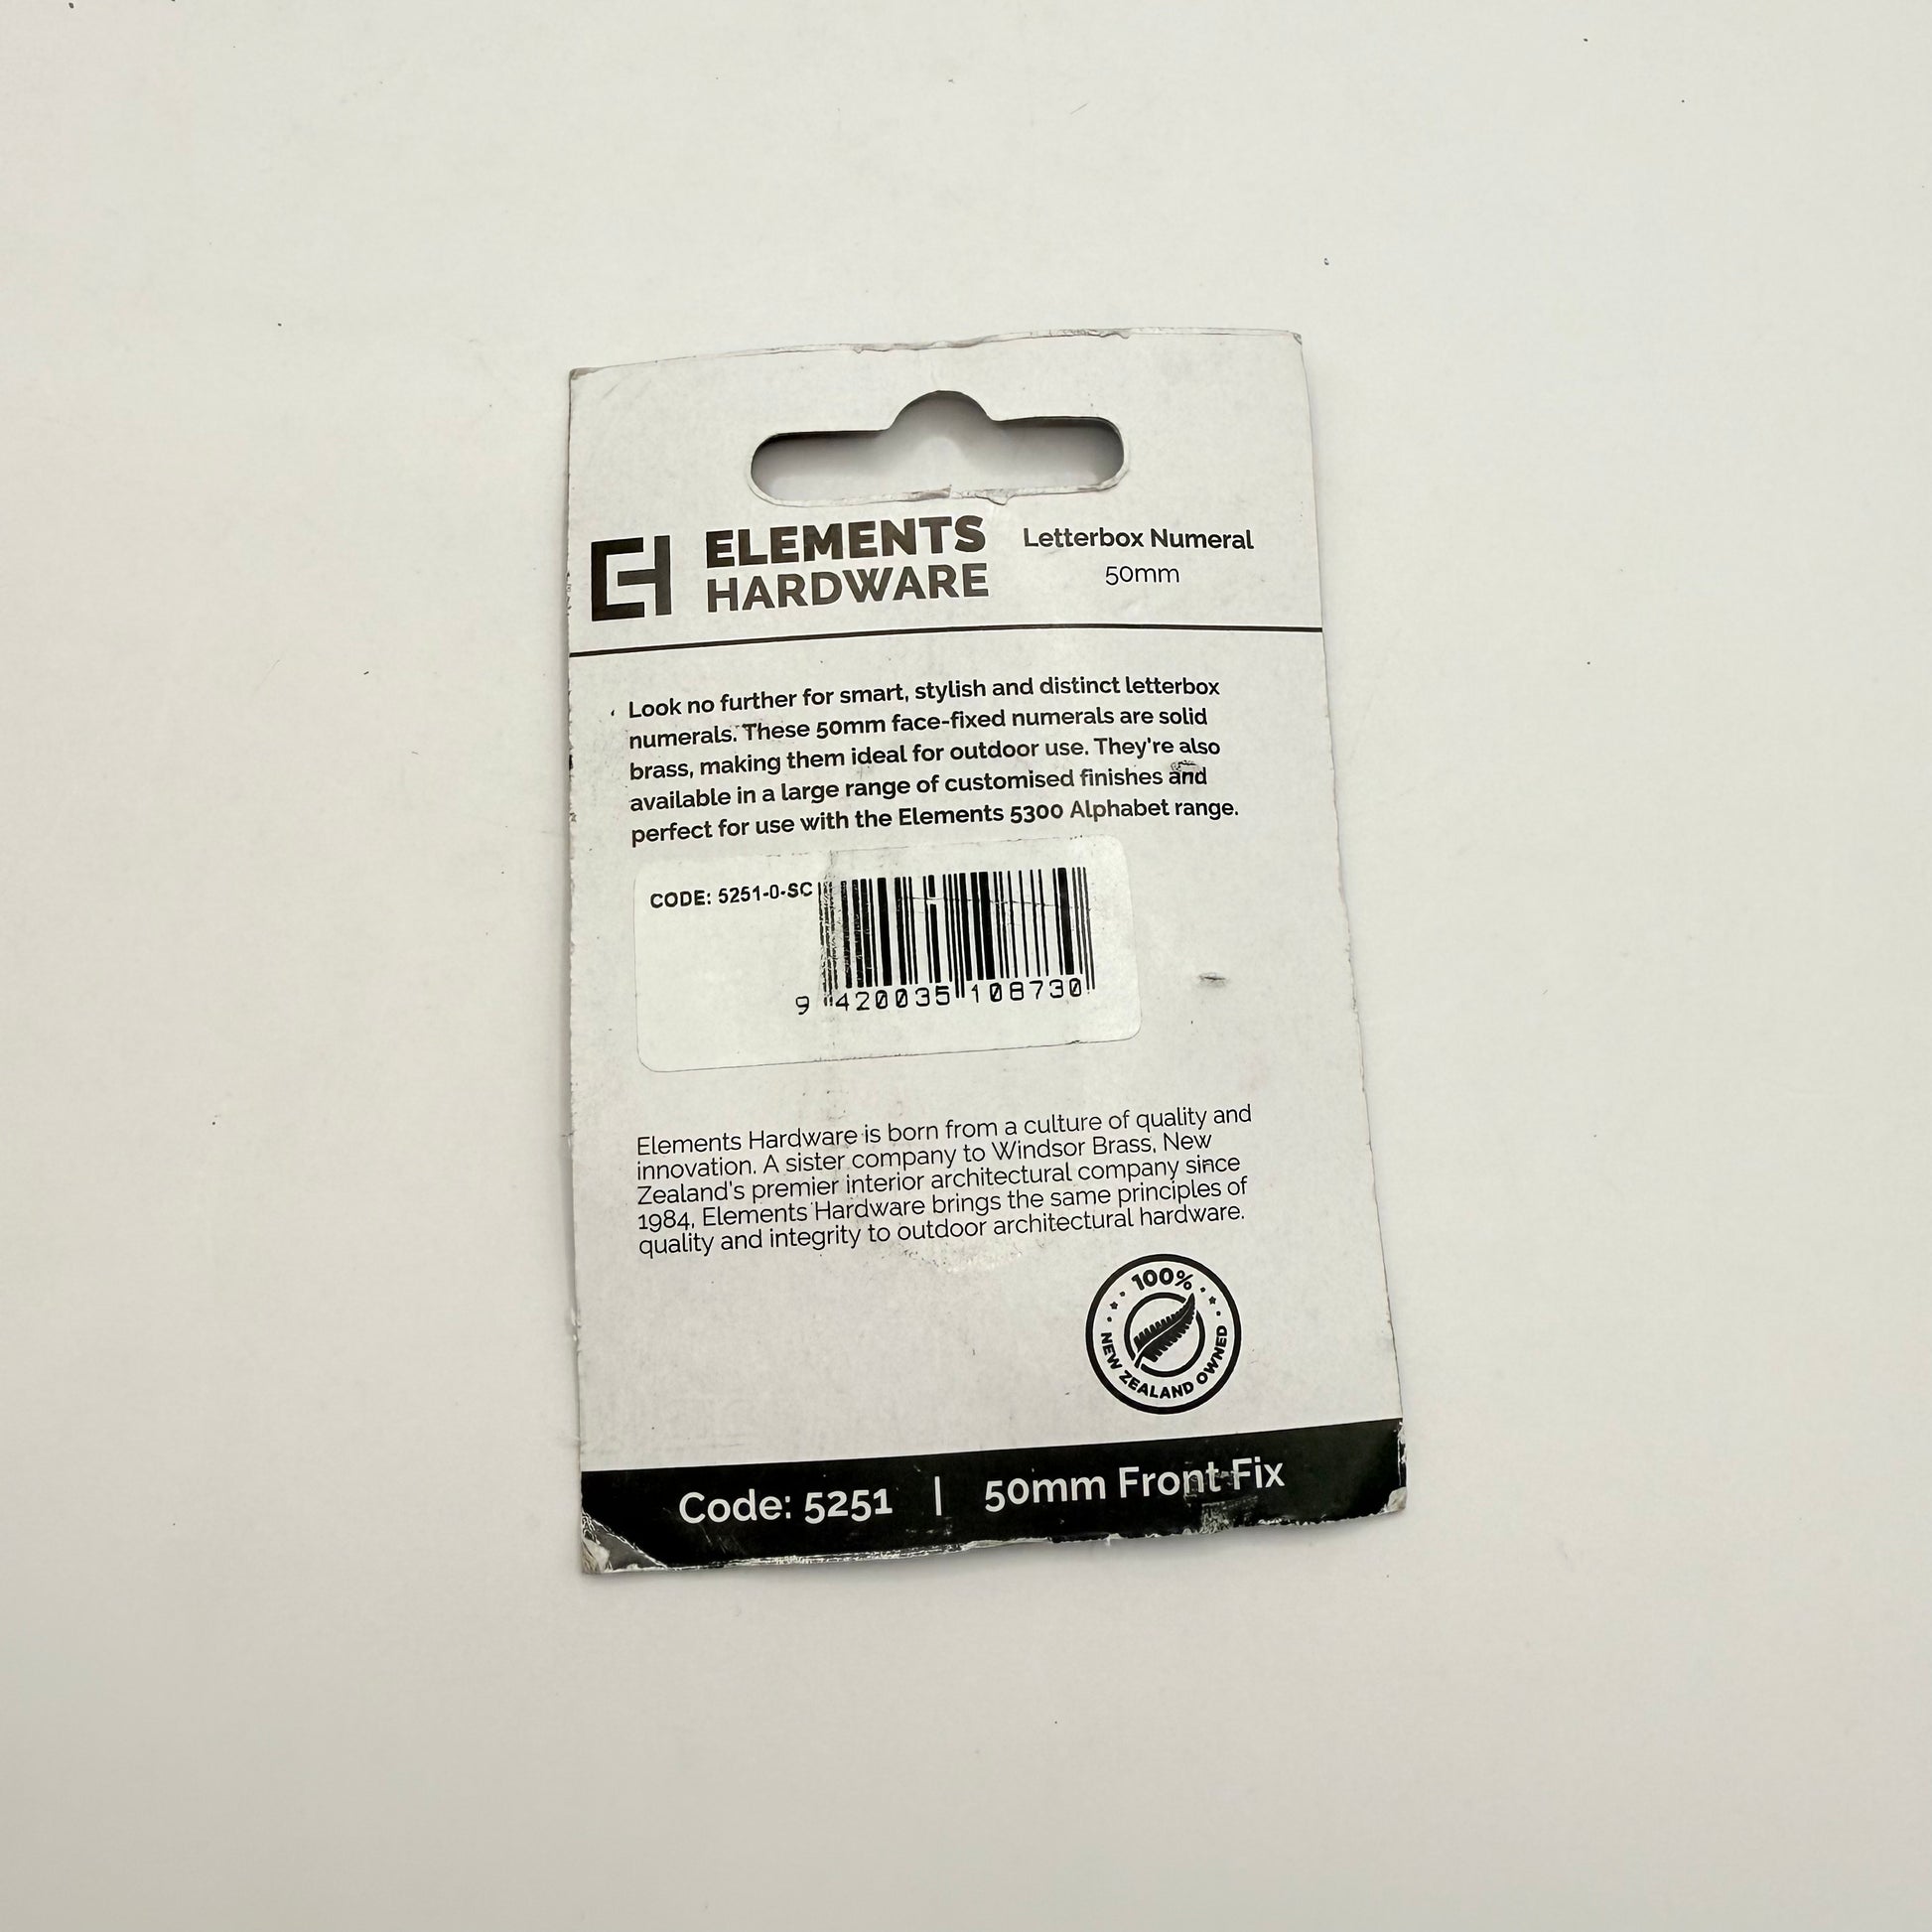 ELEMENTS
HARDWARE
Letterbox Numeral
50mm
Look no further for smart, stylish and distinct letterbox
numerals. These 50mm face-fixed numerals are solid
brass, making them ideal for outdoor use. They're also
available in a large range of customised finishes and
perfect for use with the Elements 5300 Alphabet range.
CODE: 5251-0-SC
9 420035 108730
Elements Hardware is born from a culture of quality and
innovation. A sister company to Windsor Brass, New
Zealand's premier interior architectural company since
1984, Elements Hardware brings the same principles of
quality and integrity to outdoor architectural hardware.
100%
NEW ZEALAND OWNED
Code: 5251 | 50mm Front Fix